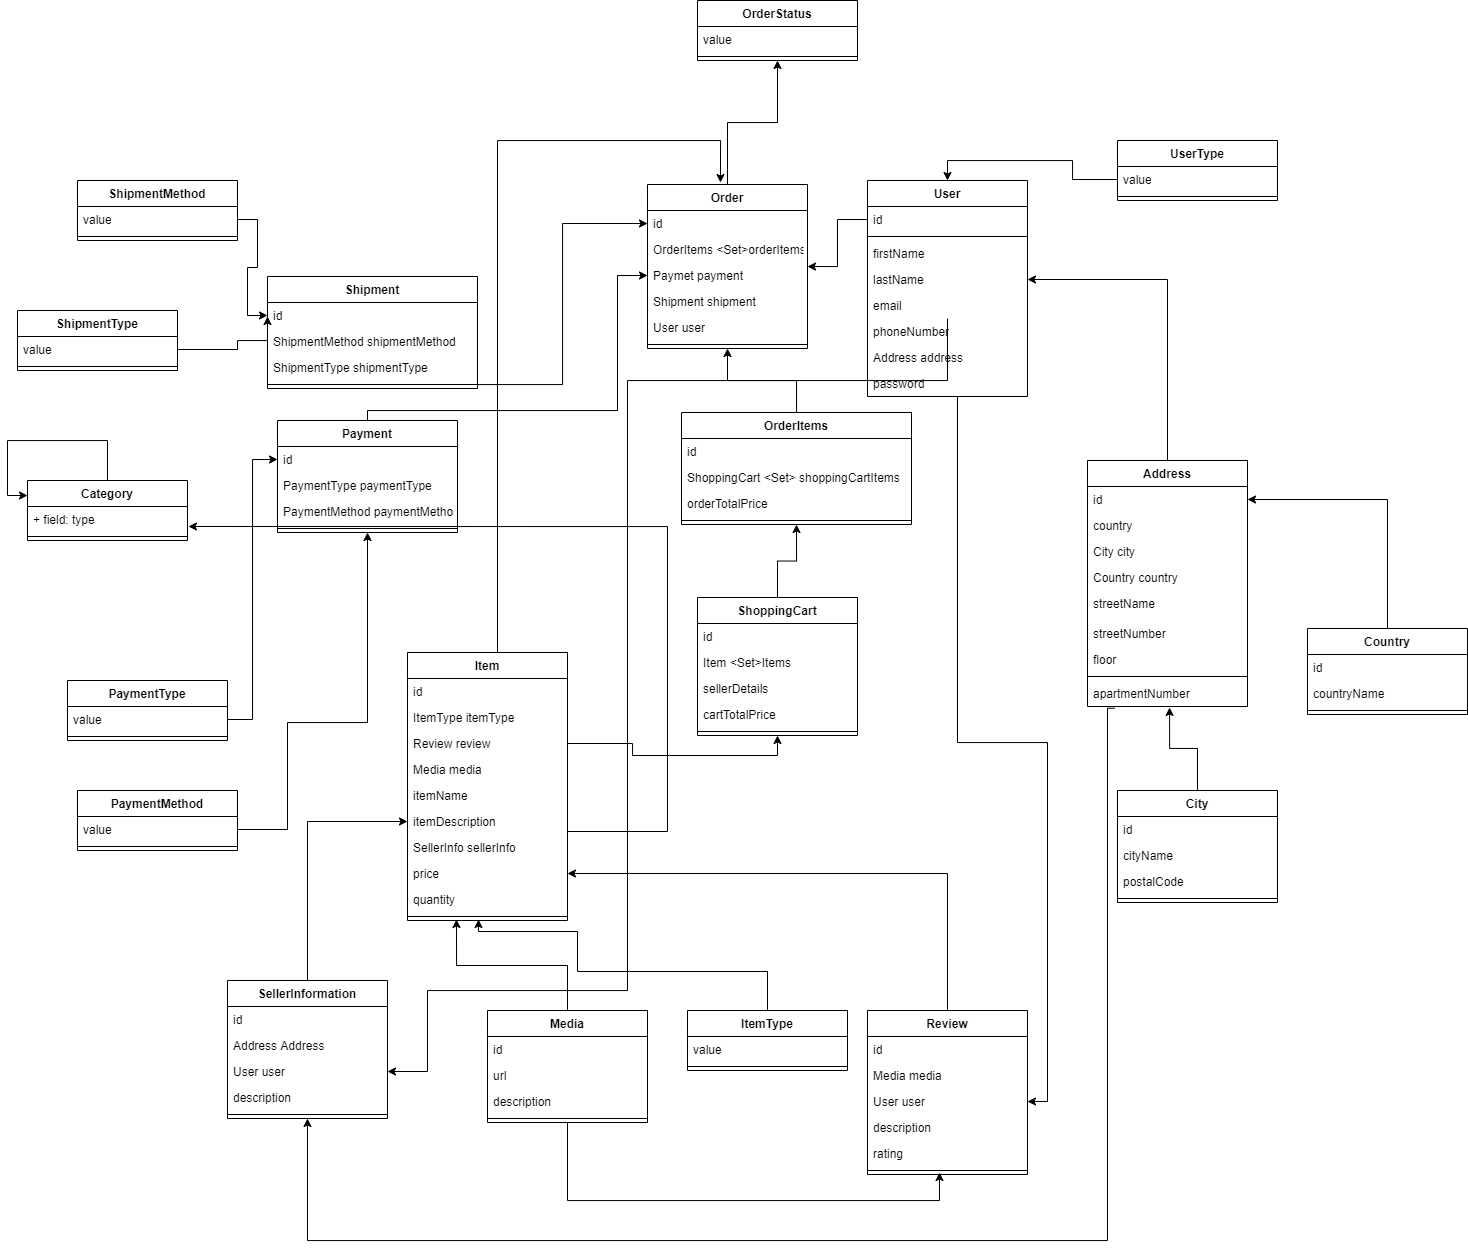 OrderStatus
value
UserType
value
ShipmentMethod
value
Order
id
OrderItems <Set>orderItems
Paymet payment
Shipment shipment
User user
User
id
firstName
lastName
email
phoneNumber
Address address
password
Shipment
id
ShipmentMethod shipmentMethod
ShipmentType shipmentType
ShipmentType
value
Payment
id
PaymentType paymentType
PaymentMethod paymentMetho
Category
+ field: type
OrderItems
id
ShoppingCart <Set> shoppingCartItems
orderTotalPrice
Address
id
country
City city
Country country
streetName
streetNumber
floor
apartmentNumber
ShoppingCart
id
Item <Set>Items
sellerDetails
cartTotalPrice
Country
id
countryName
Item
id
ItemType itemType
Review review
Media media
itemName
itemDescription
SellerInfo sellerInfo
price
quantity
PaymentType
value
PaymentMethod
value
City
id
cityName
postalCode
SellerInformation
id
Address Address
User user
description
Media
id
url
description
ItemType
value
Review
id
Media media
User user
description
rating